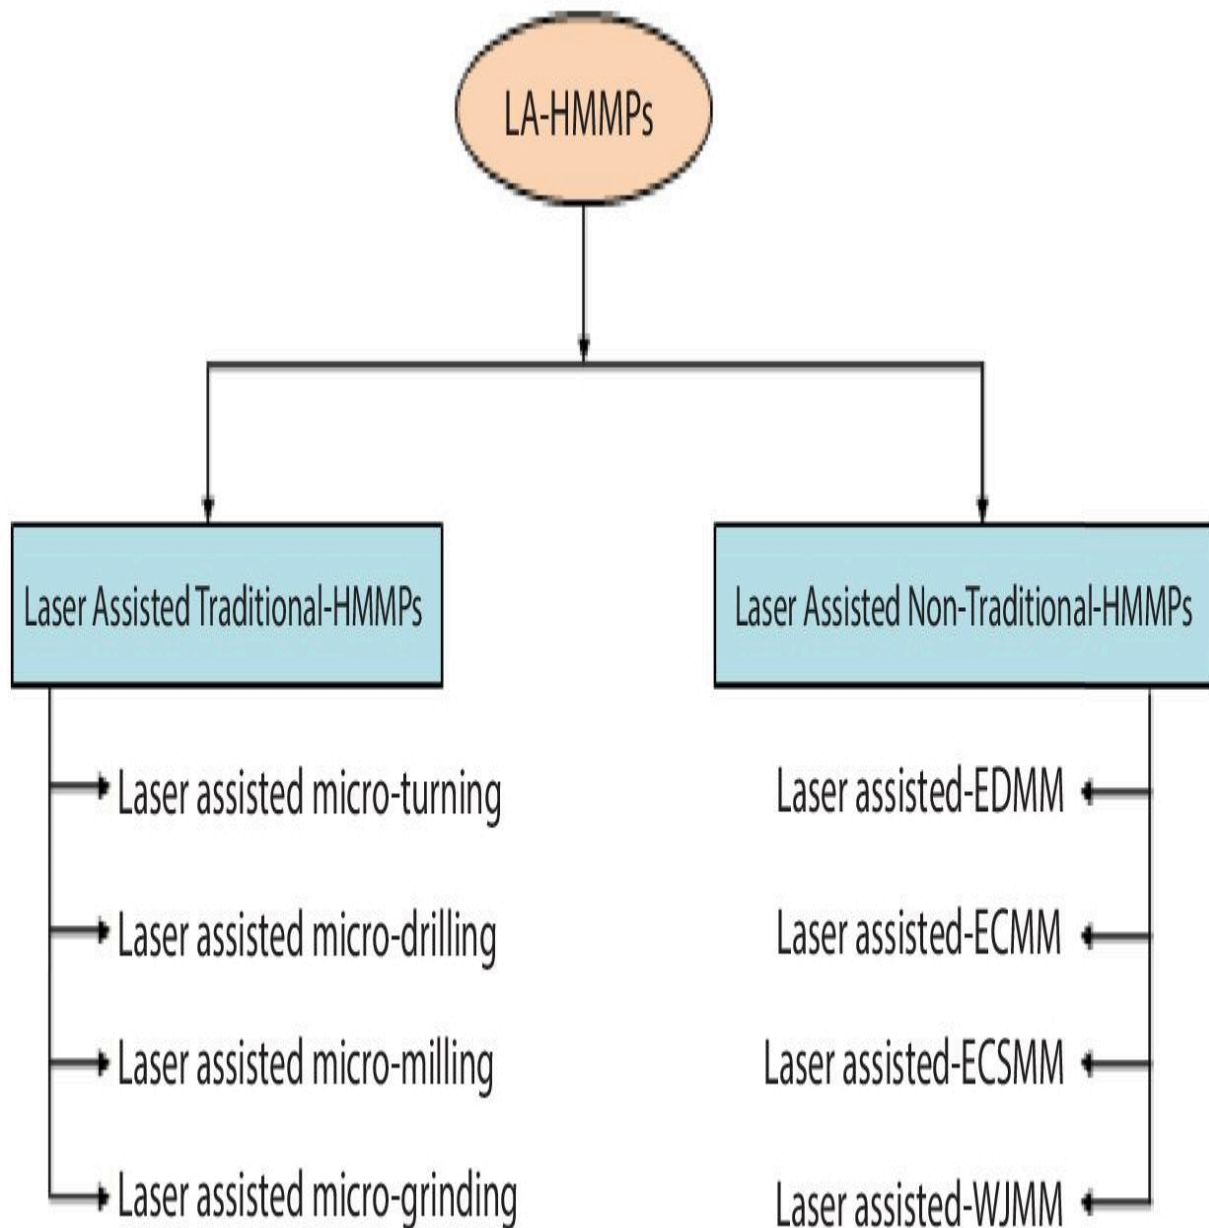 LA-HMMPs
Laser Assisted Traditional-HMMPs
Laser assisted micro-turning
Laser assisted micro-drilling
Laser assisted micro-milling
Laser assisted micro-grinding
Laser Assisted Non-Traditional-HMMPs
Laser assisted-EDMM
Laser assisted-ECMM
Laser assisted-ECSMM
Laser assisted-WJMM